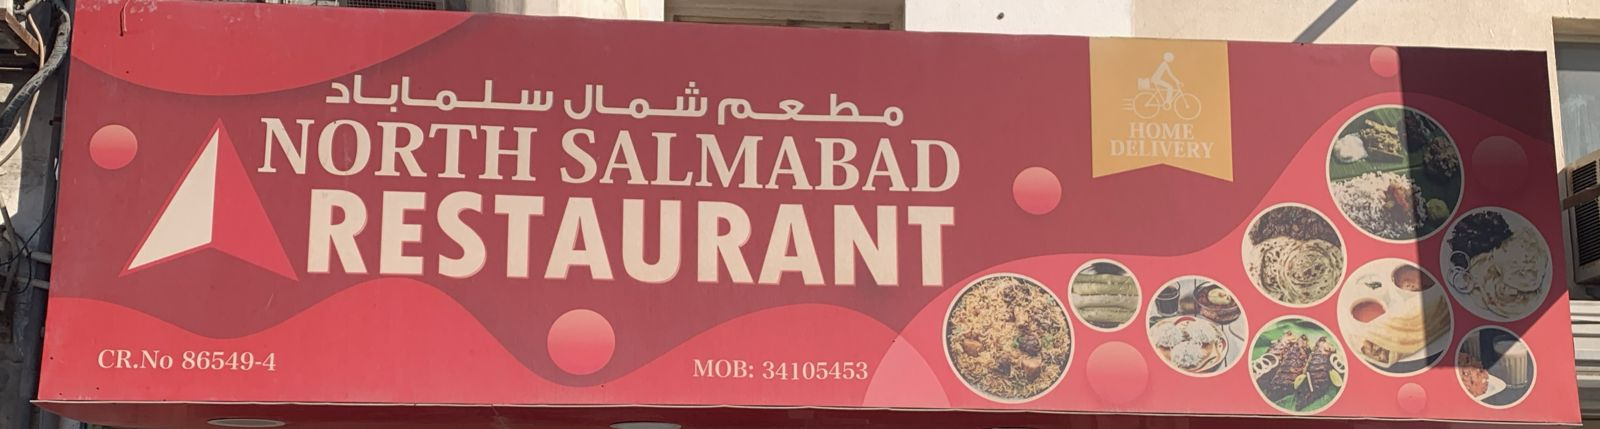 مطعم شمال سلماباد
NORTH SALMABAD
RESTAURANT
HOME
DELIVERY
CR.No 86549-4
MOB: 34105453